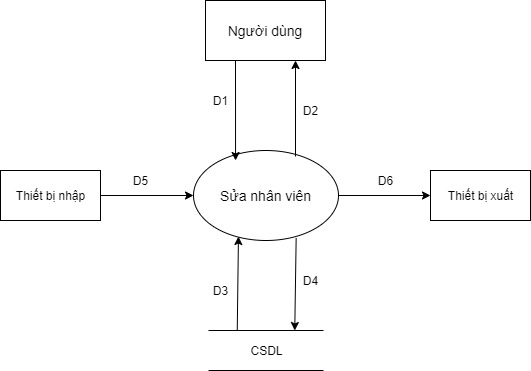 Người dùng
D1
D2
Thiết bị nhập
D5
Sửa nhân viên
D6
Thiết bị xuất
D3
D4
CSDL